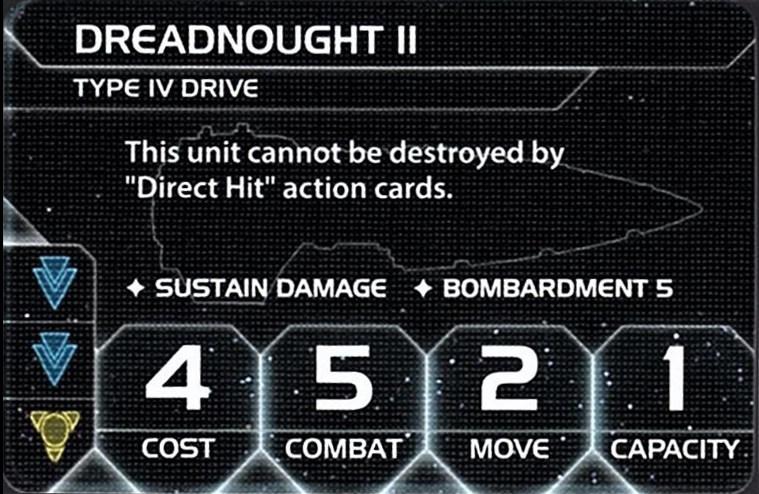 DREADNOUGHT II
TYPE IV DRIVE
This unit cannot be destroyed by
"Direct Hit" action cards.
SUSTAIN DAMAGE BOMBARDMENT 5
4 5 2 1
COST COMBAT MOVE CAPACITY